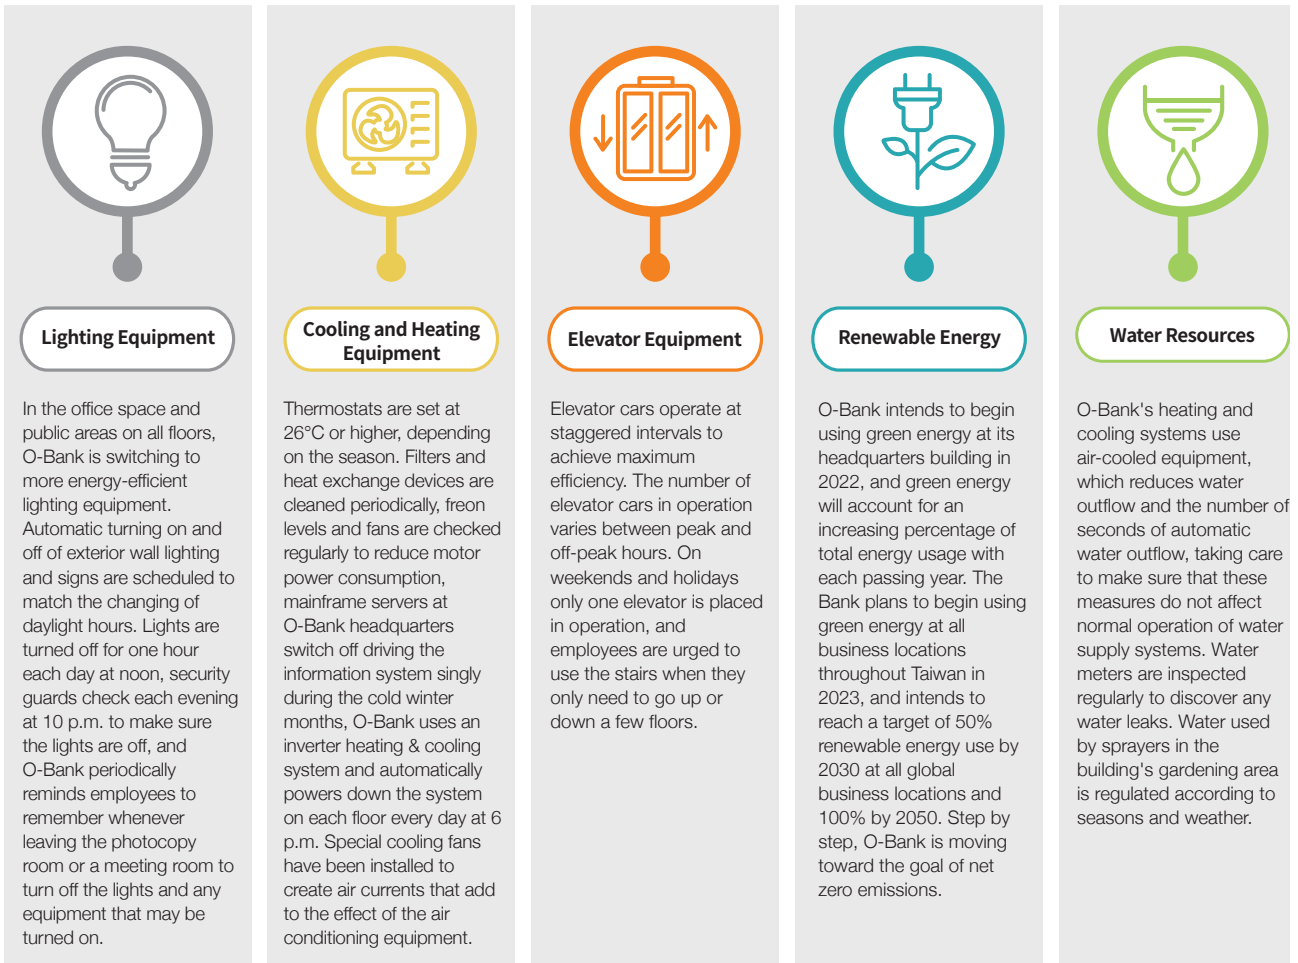 Lighting Equipment
In the office space and
public areas on all floors,
O-Bank is switching to
more energy-efficient
lighting equipment.
Automatic turning on and
off of exterior wall lighting
and signs are scheduled to
match the changing of
daylight hours. Lights are
turned off for one hour
each day at noon, security
guards check each evening
at 10 p.m. to make sure
the lights are off, and
O-Bank periodically
reminds employees to
remember whenever
leaving the photocopy
room or a meeting room to
turn off the lights and any
equipment that may be
turned on.
Cooling and Heating
Equipment
Thermostats are set at
26°C or higher, depending
on the season. Filters and
heat exchange devices are
cleaned periodically, freon
levels and fans are checked
regularly to reduce motor
power consumption,
mainframe servers at
O-Bank headquarters
switch off driving the
information system singly
during the cold winter
months, O-Bank uses an
inverter heating & cooling
system and automatically
powers down the system
on each floor every day at 6
p.m. Special cooling fans
have been installed to
create air currents that add
to the effect of the air
conditioning equipment.
Elevator Equipment
Elevator cars operate at
staggered intervals to
achieve maximum
efficiency. The number of
elevator cars in operation
varies between peak and
off-peak hours. On
weekends and holidays
only one elevator is placed
in operation, and
employees are urged to
use the stairs when they
only need to go up or
down a few floors.
Renewable Energy
O-Bank intends to begin
using green energy at its
headquarters building in
2022, and green energy
will account for an
increasing percentage of
total energy usage with
each passing year. The
Bank plans to begin using
green energy at all
business locations
throughout Taiwan in
2023, and intends to
reach a target of 50%
renewable energy use by
2030 at all global
business locations and
100% by 2050. Step by
step, O-Bank is moving
toward the goal of net
zero emissions.
Water Resources
O-Bank's heating and
cooling systems use
air-cooled equipment,
which reduces water
outflow and the number of
seconds of automatic
water outflow, taking care
to make sure that these
measures do not affect
normal operation of water
supply systems. Water
meters are inspected
regularly to discover any
water leaks. Water used
by sprayers in the
building's gardening area
is regulated according to
seasons and weather.